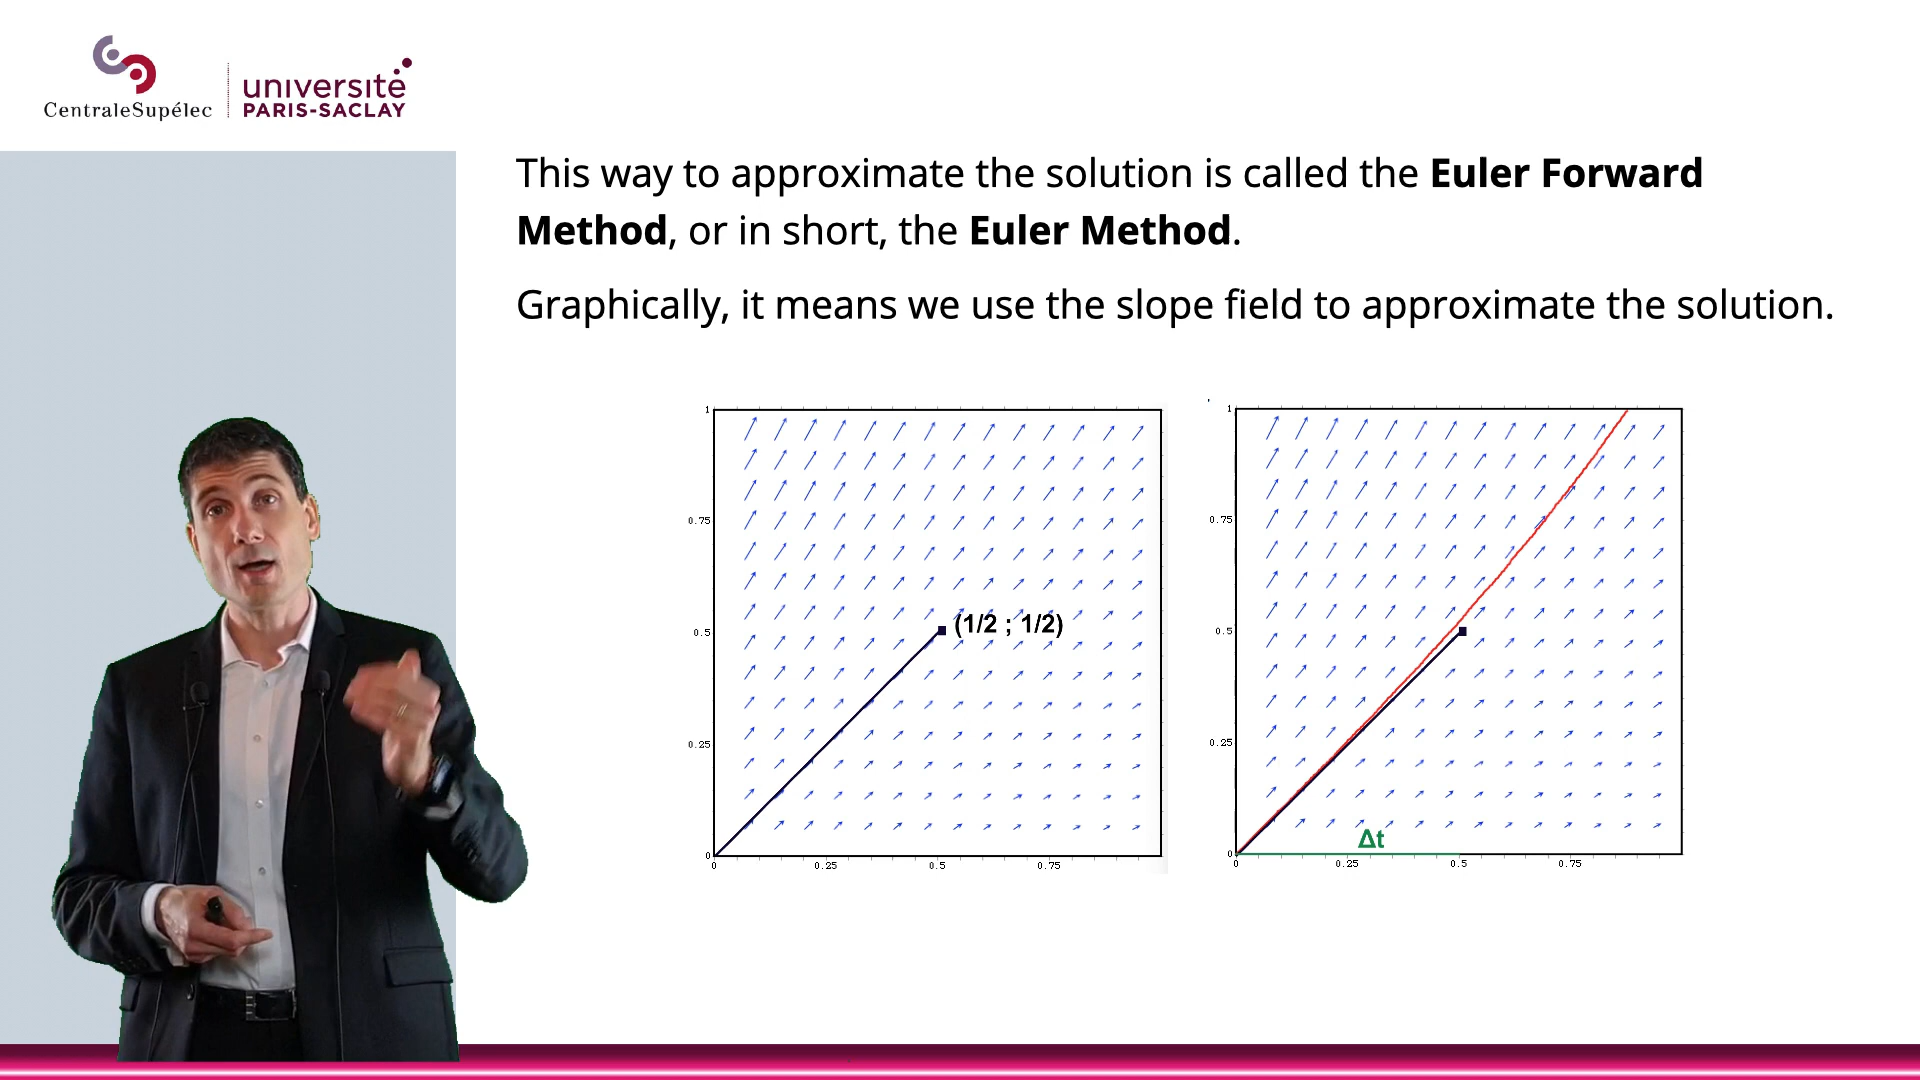 CentraleSupélec
université
PARIS-SACLAY
This way to approximate the solution is called the Euler Forward
Method, or in short, the Euler Method.
Graphically, it means we use the slope field to approximate the solution.
1
0.75
0.5
0.25
0
0
0.25
0.5
0.75
(1/2 ; 1/2)
1
0.75
0.5
0.25
0
0
0.25
0.5
0.75
Δt